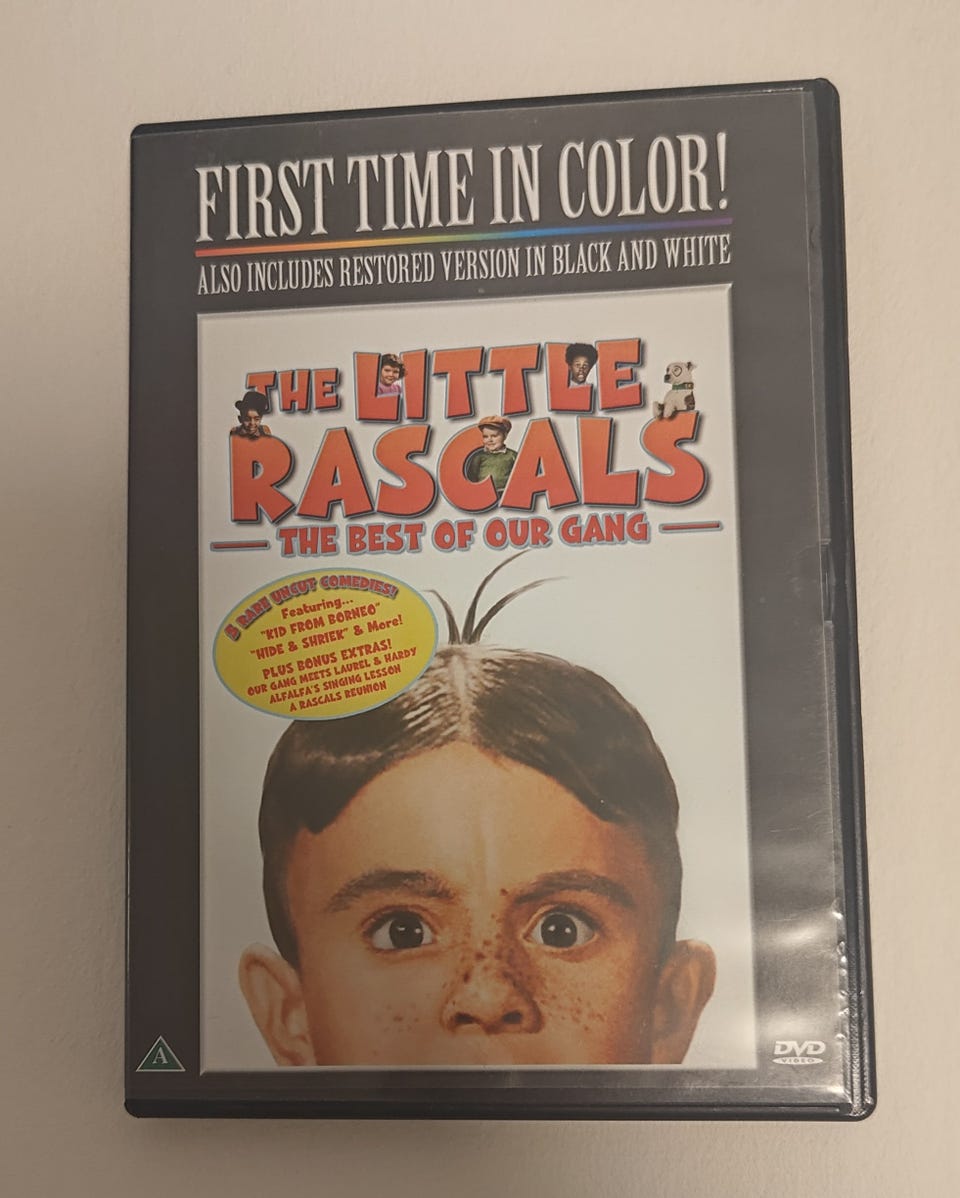 FIRST TIME IN COLOR!
ALSO INCLUDES RESTORED VERSION IN BLACK AND WHITE
THE LITTLE
RASCALS
THE BEST OF OUR GANG
5 RARE UNCUT COMEDIES!
Featuring...
"KID FROM BORNEO"
"HIDE & SHRIEK" & More!
PLUS BONUS EXTRAS!
OUR GANG MEETS LAUREL & HARDY
ALFALFA'S SINGING LESSON
A RASCALS REUNION
A
DVD
VIDEO